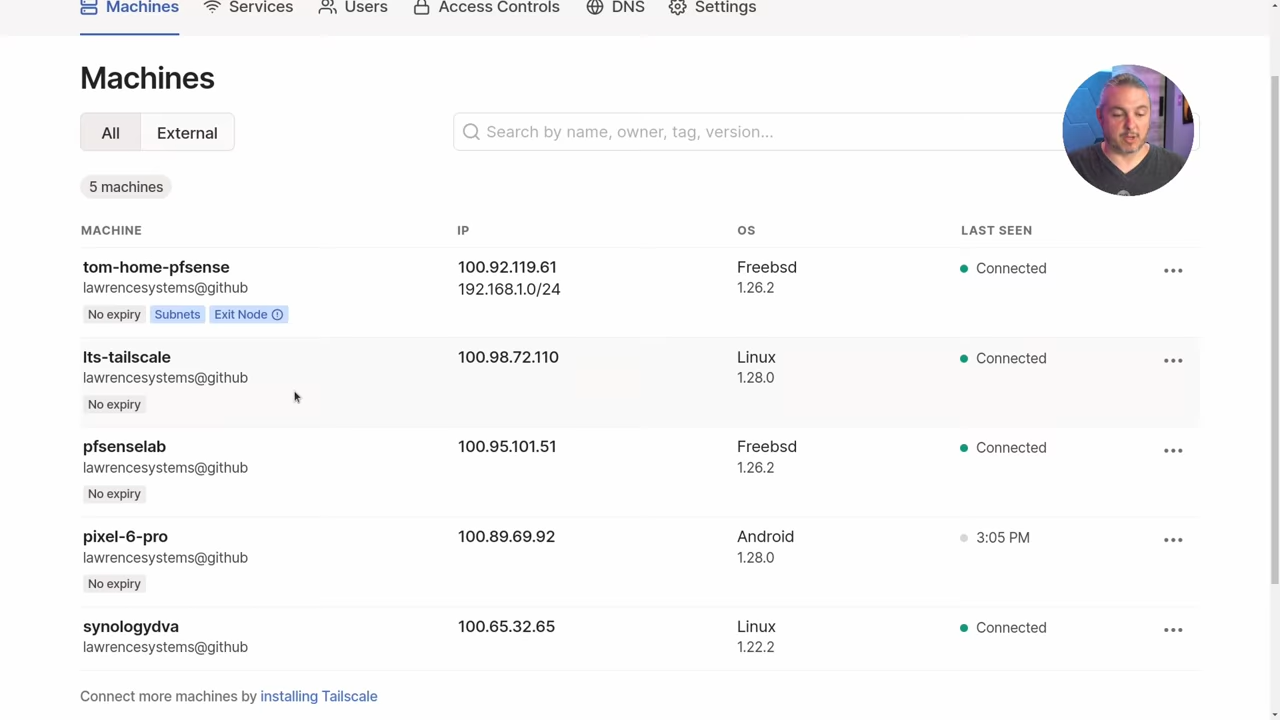 Machines Services Users Access Controls DNS Settings
Machines
All External
Search by name, owner, tag, version...
5 machines
MACHINE IP OS LAST SEEN
tom-home-pfsense 100.92.119.61 Freebsd Connected
lawrencesystems@github 192.168.1.0/24 1.26.2
No expiry Subnets Exit Node
lts-tailscale 100.98.72.110 Linux Connected
lawrencesystems@github 1.28.0
No expiry
pfsenselab 100.95.101.51 Freebsd Connected
lawrencesystems@github 1.26.2
No expiry
pixel-6-pro 100.89.69.92 Android 3:05 PM
lawrencesystems@github 1.28.0
No expiry
synologydva 100.65.32.65 Linux Connected
lawrencesystems@github 1.22.2
Connect more machines by installing Tailscale